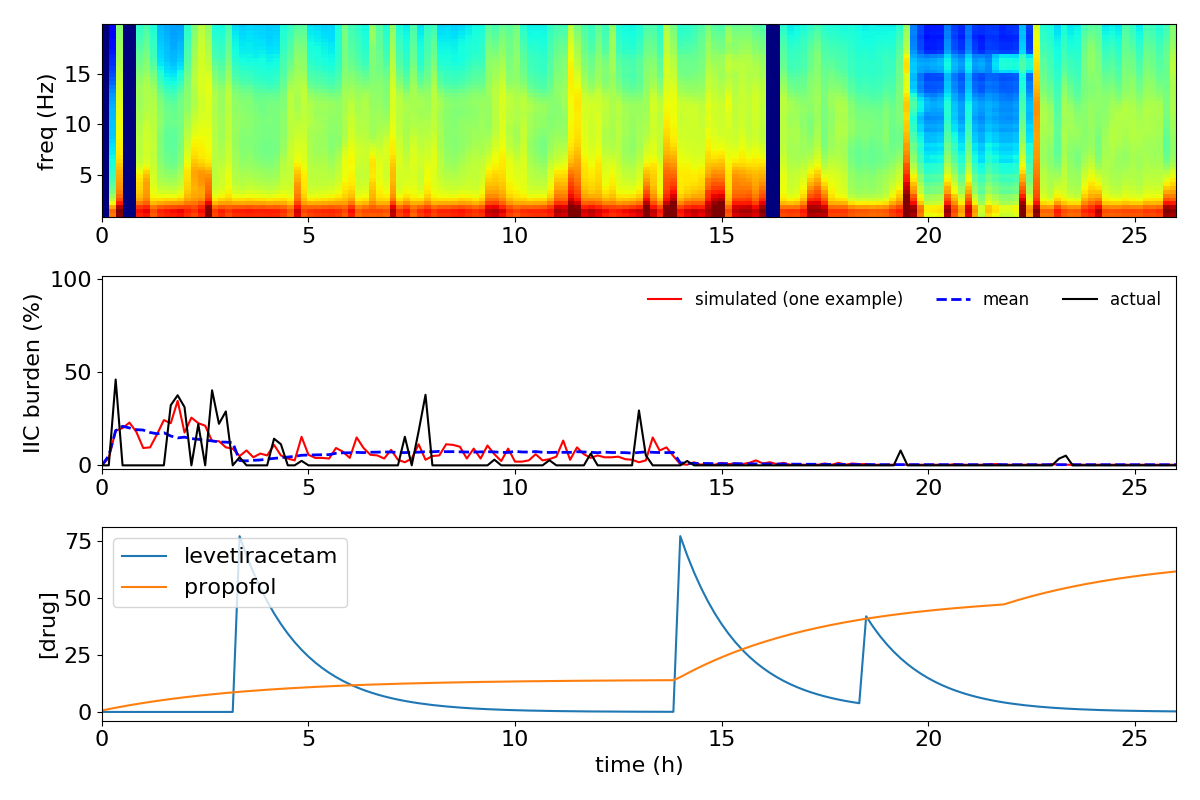 freq (Hz)
15
10
5
0 5 10 15 20 25
IIC burden (%)
100
50
0
simulated (one example) mean actual
0 5 10 15 20 25
[drug]
75
50
25
0
levetiracetam
propofol
0 5 10 15 20 25
time (h)